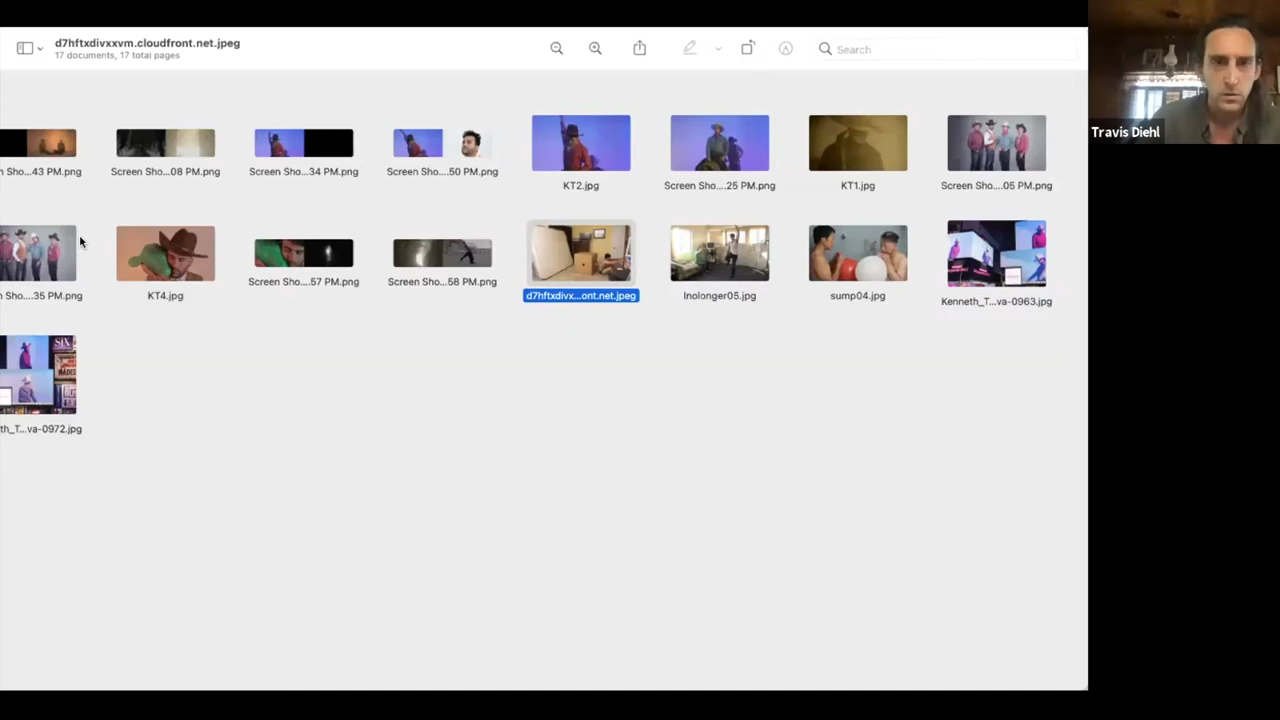 d7hftxdivxxvm.cloudfront.net.jpeg
17 documents, 17 total pages
Search
Travis Diehl
n Sho...43 PM.png
Screen Sho...08 PM.png
Screen Sho...34 PM.png
Screen Sho....50 PM.png
KT2.jpg
Screen Sho....25 PM.png
KT1.jpg
Screen Sho....05 PM.png
n Sho....35 PM.png
KT4.jpg
Screen Sho....57 PM.png
Screen Sho...58 PM.png
d7hftxdivx...ont.net.jpeg
Inolonger05.jpg
sump04.jpg
Kenneth_T...va-0963.jpg
SIX
th_T...va-0972.jpg